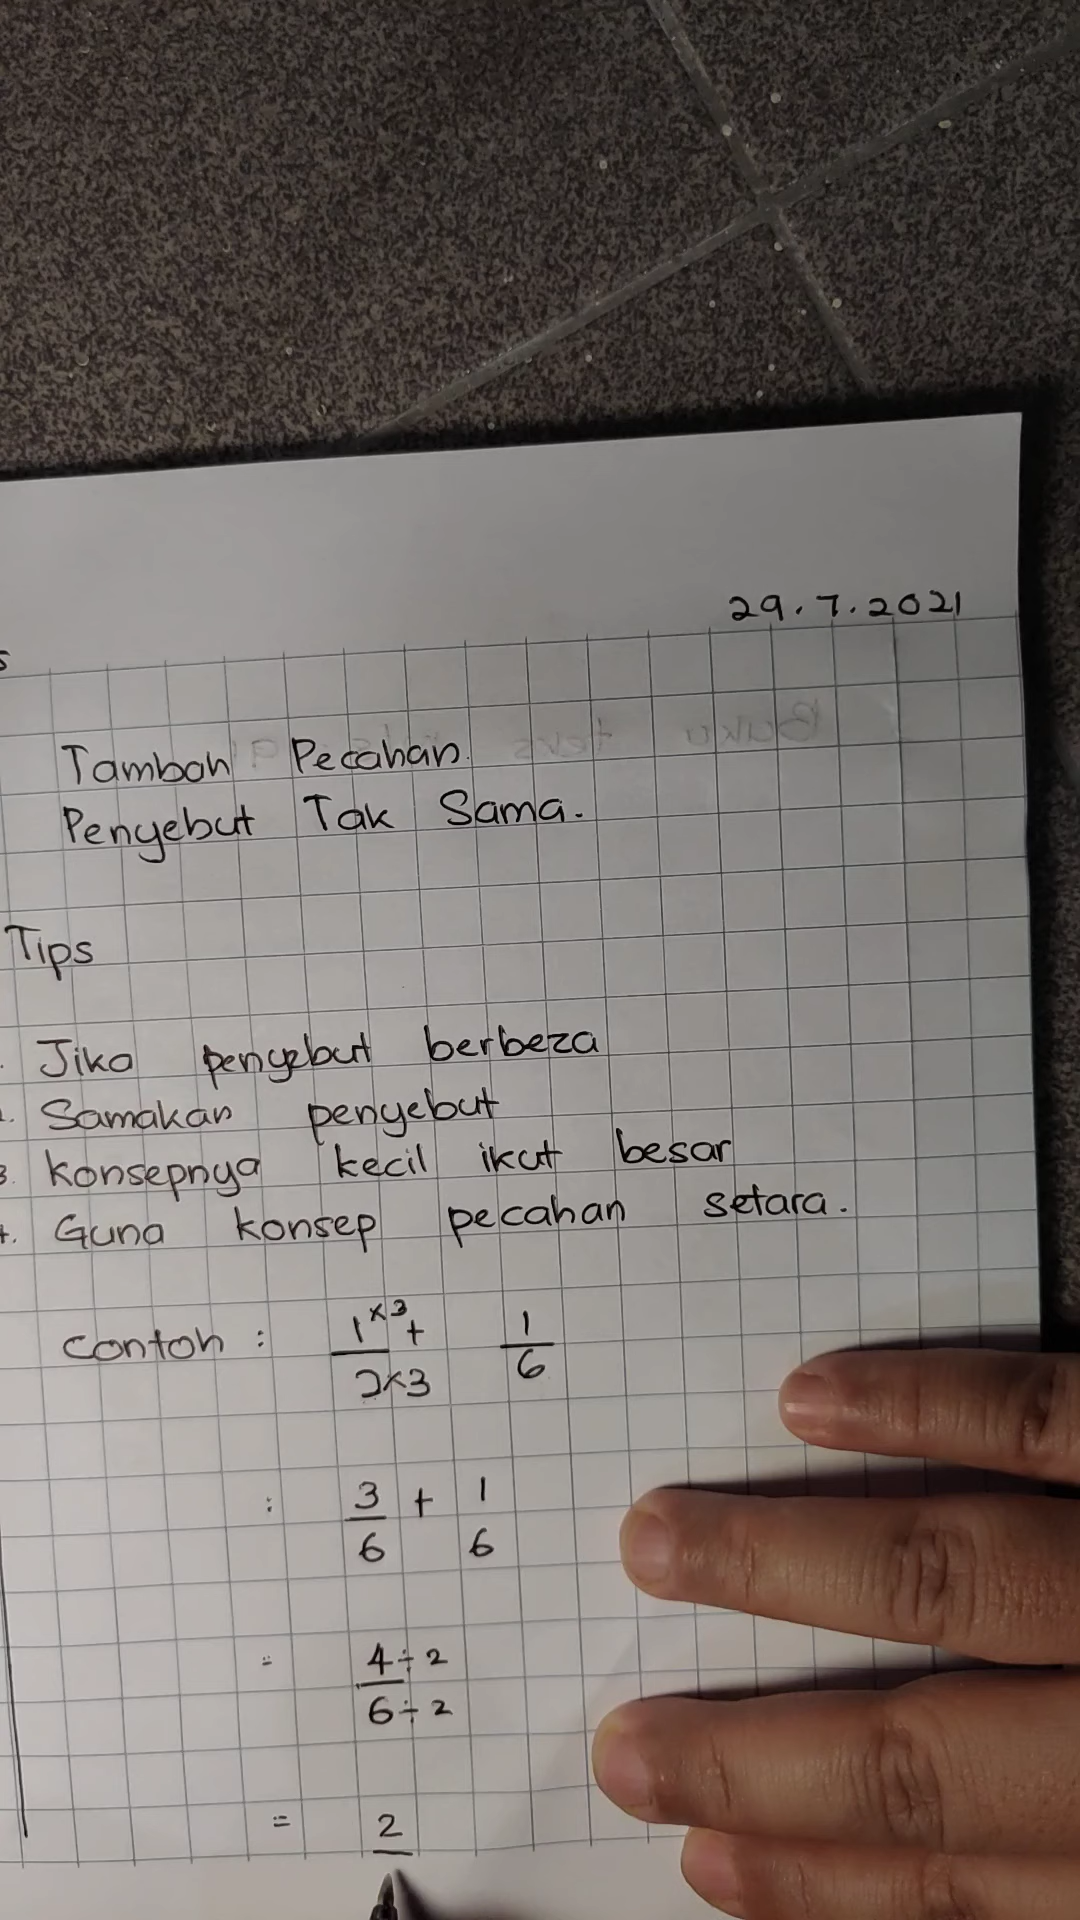 29.7.2021
Tambah Pecahan.
Penyebut Tak Sama.
Tips
Jika penyebut berbeza
Samakan penyebut
3. Konsepnya kecil ikut besar
Guna konsep pecahan setara.
Contoh : 1×3/2×3 + 1/6
: 3/6 + 1/6
= 4÷2/6÷2
= 2/